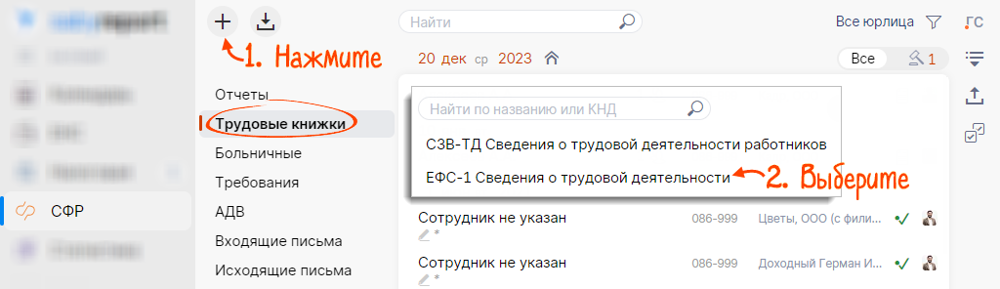 Найти
Все юрлица
ГС
1. Нажмите
20 дек ср 2023
Все
1
Отчеты
Трудовые книжки
Больничные
Требования
АДВ
Входящие письма
Исходящие письма
СФР
Найти по названию или КНД
СЗВ-ТД Сведения о трудовой деятельности работников
ЕФС-1 Сведения о трудовой деятельности
2. Выберите
Сотрудник не указан 086-999 Цветы, ООО (с фили...
*
Сотрудник не указан 086-999 Доходный Герман И...
*